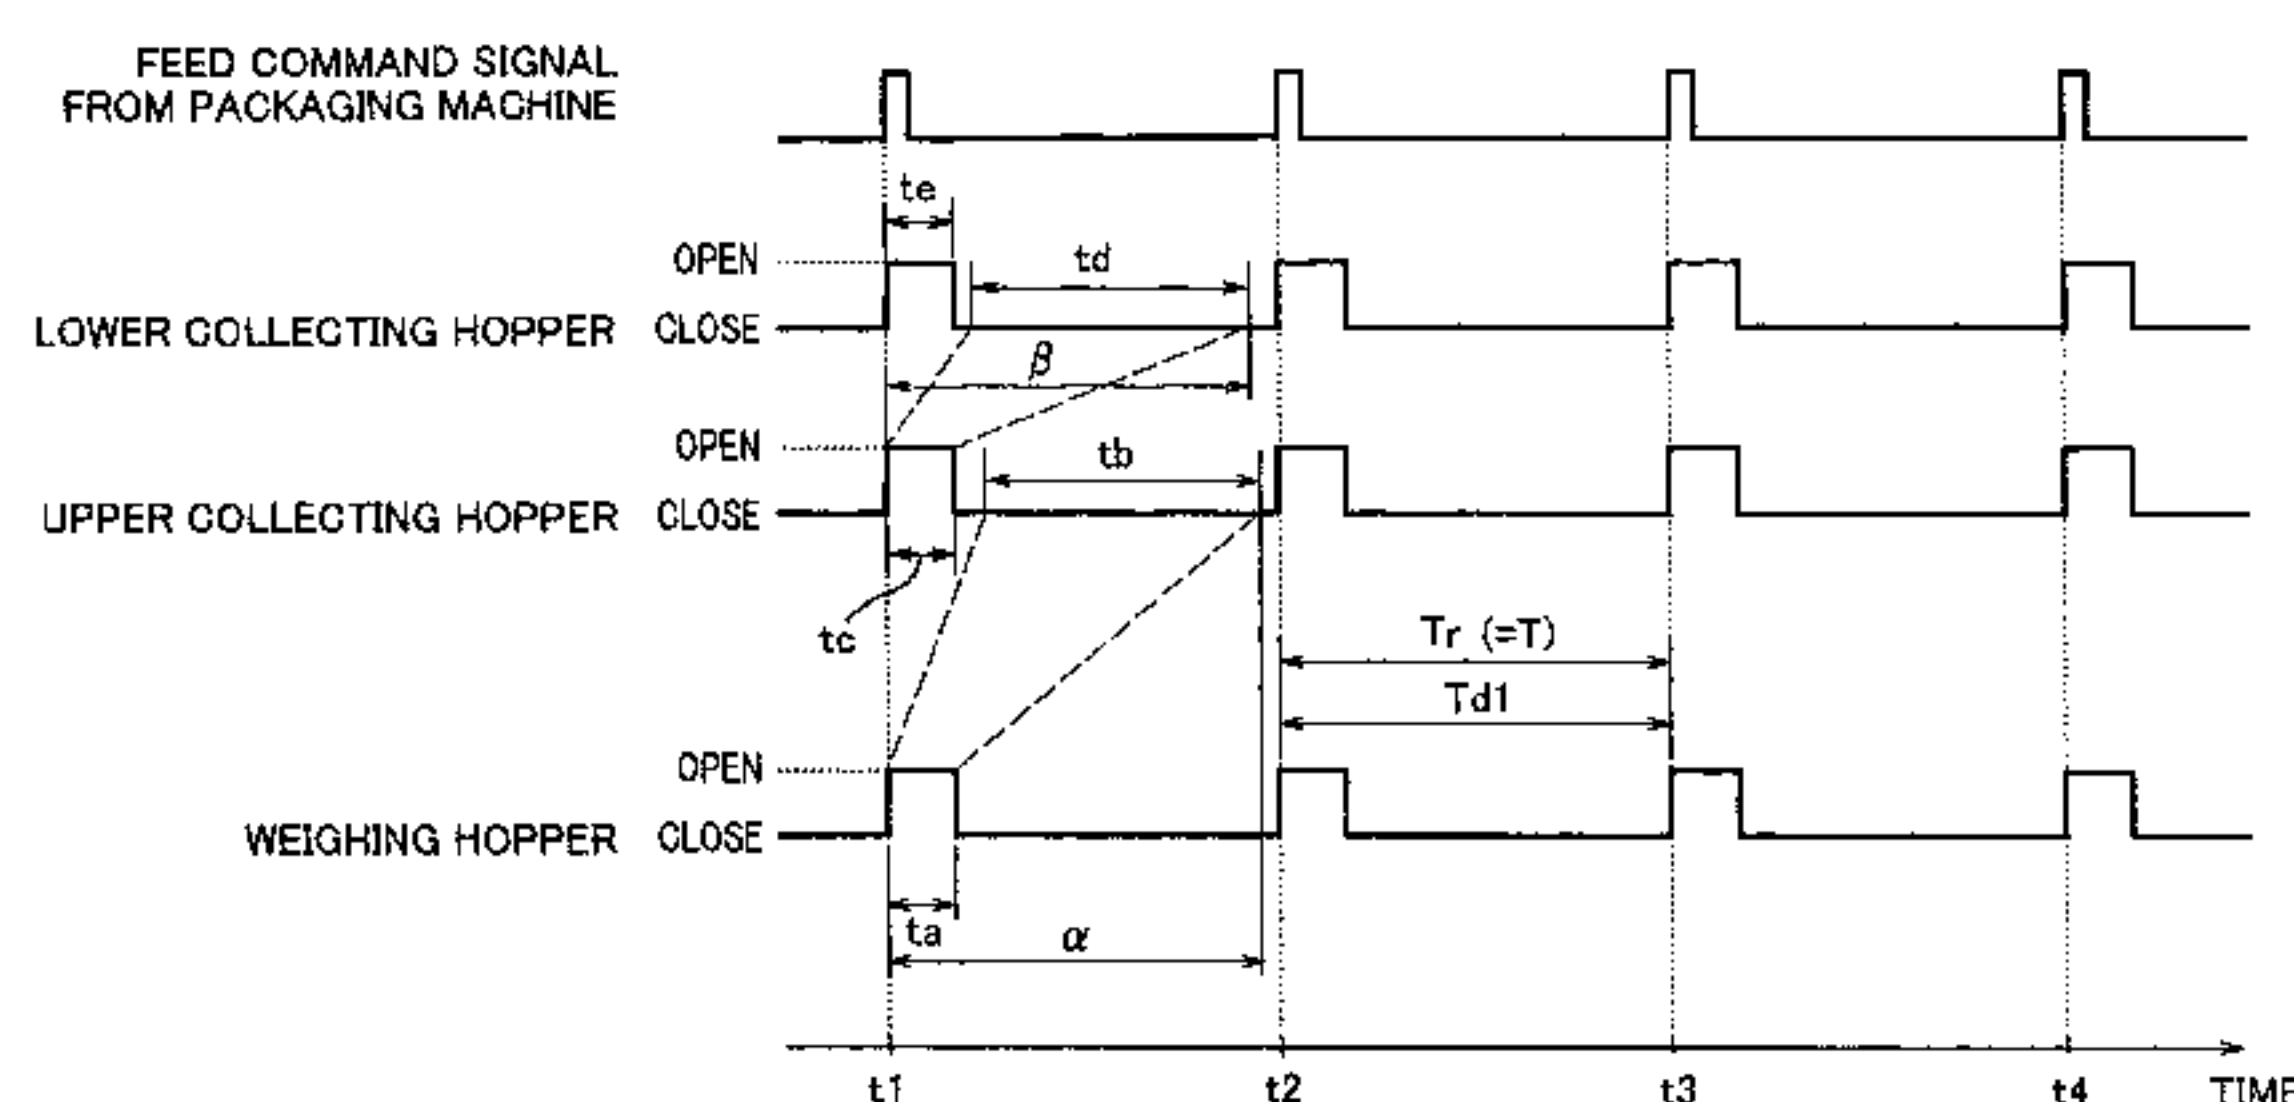 FEED COMMAND SIGNAL
FROM PACKAGING MACHINE
te
OPEN
td
LOWER COLLECTING HOPPER CLOSE
β
OPEN
tb
UPPER COLLECTING HOPPER CLOSE
tc
Tr (=T)
Td1
OPEN
WEIGHING HOPPER CLOSE
ta
α
t1 t2 t3 t4 TIME